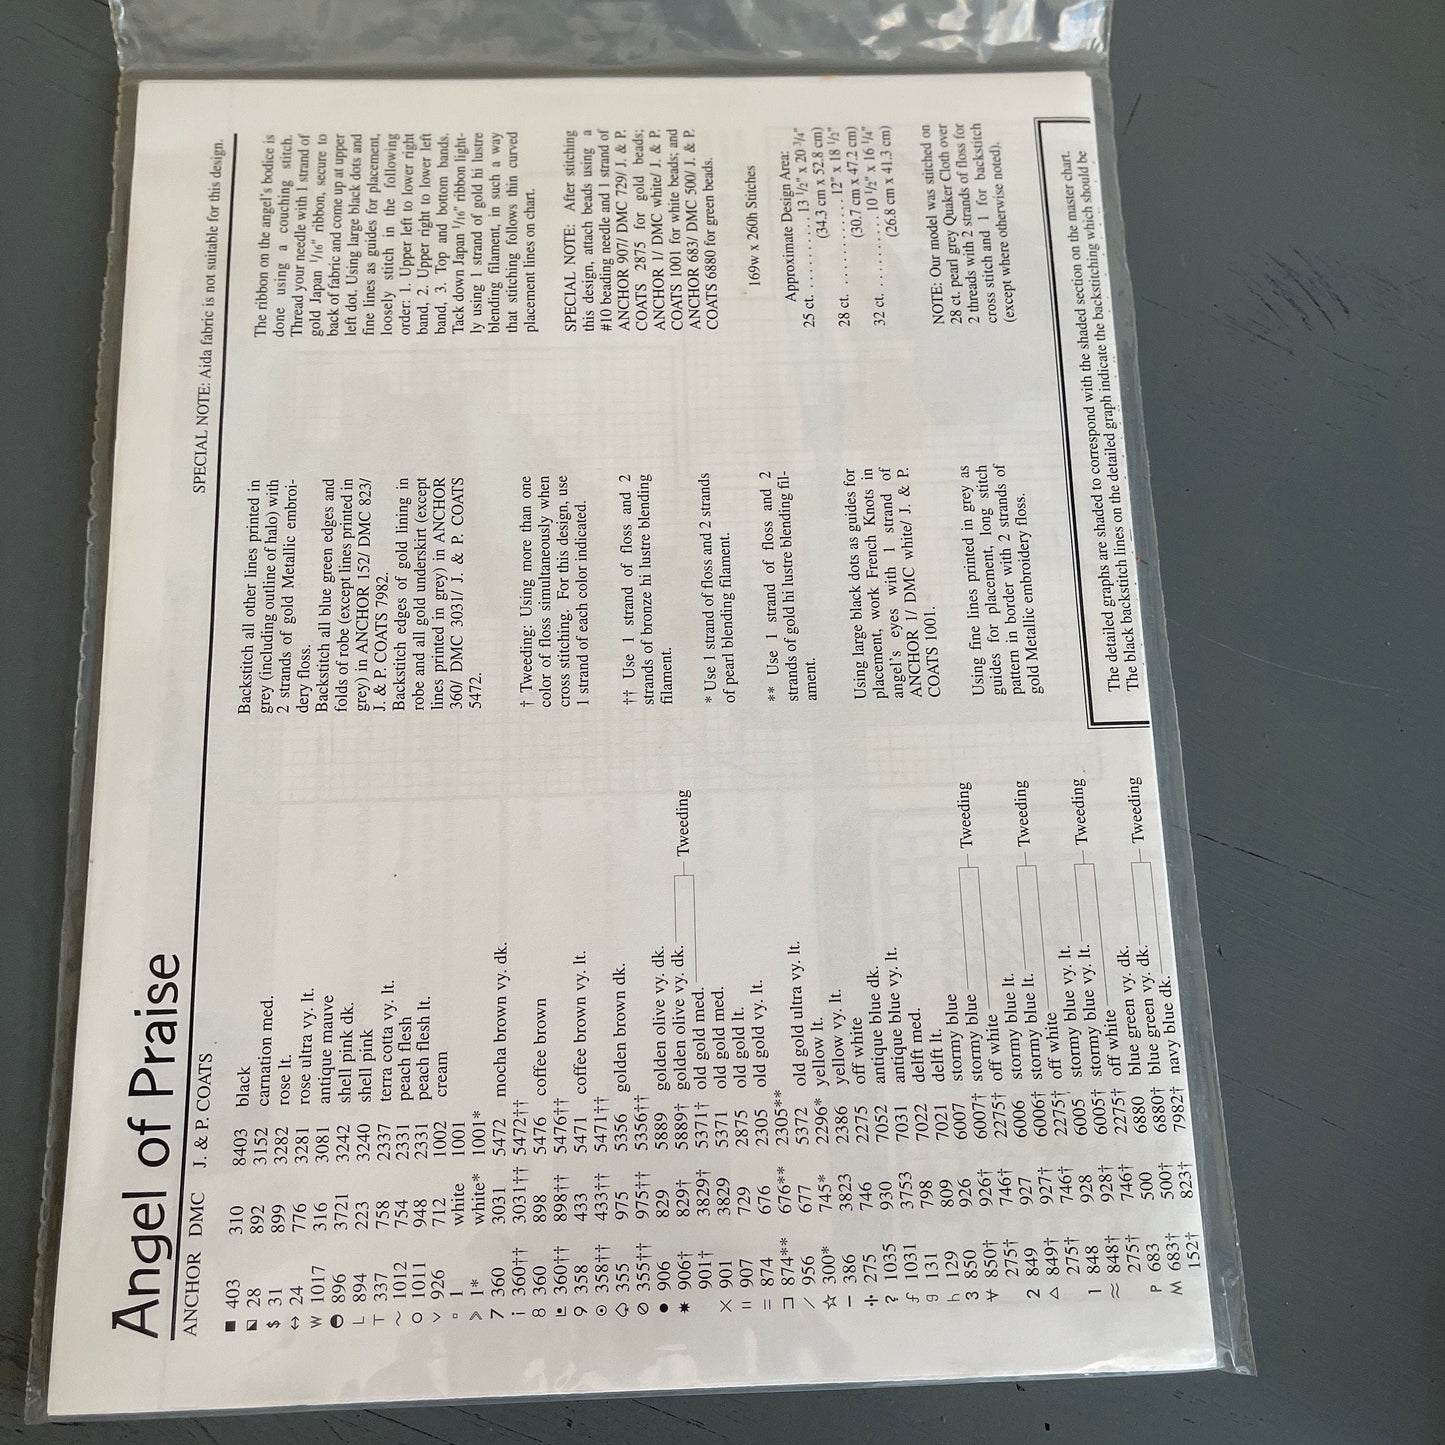 Angel of Praise
SPECIAL NOTE: Aida fabric is not suitable for this design.
ANCHOR DMC J. & P. COATS
■ 403 310 8403 black
28 892 3152 carnation med.
$ 31 899 3282 rose lt.
↔ 24 776 3281 rose ultra vy. lt.
W 1017 316 3081 antique mauve
◑ 896 3721 3242 shell pink dk.
L 894 223 3240 shell pink
T 337 758 2337 terra cotta vy. lt.
~ 1012 754 2331 peach flesh
O 1011 948 2331 peach flesh lt.
v 926 712 1002 cream
▫ 1 white 1001
» 1* white* 1001*
7 360 3031 5472 mocha brown vy. dk.
i 360†† 3031†† 5472††
8 360 898 5476 coffee brown
360†† 898†† 5476††
9 358 433 5471 coffee brown vy. lt.
⊙ 358†† 433†† 5471††
355 975 5356 golden brown dk.
⊘ 355†† 975†† 5356††
● 906 829 5889 golden olive vy. dk.
✷ 906† 829† 5889† golden olive vy. dk. Tweeding
901† 3829† 5371† old gold med.
X 901 3829 5371 old gold med.
= 907 729 2875 old gold lt.
= 874 676 2305 old gold vy. lt.
⊐ 874** 676** 2305**
/ 956 677 5372 old gold ultra vy. lt.
☆ 300* 745* 2296* yellow lt.
– 386 3823 2386 yellow vy. lt.
✢ 275 746 2275 off white
? 1035 930 7052 antique blue dk.
f 1031 3753 7031 antique blue vy. lt.
g 131 798 7022 delft med.
h 129 809 7021 delft lt.
3 850 926 6007 stormy blue
∀ 850† 926† 6007† stormy blue Tweeding
275† 746† 2275† off white
2 849 927 6006 stormy blue lt.
△ 849† 927† 6006† stormy blue lt. Tweeding
275† 746† 2275† off white
1 848 928 6005 stormy blue vy. lt.
≈ 848† 928† 6005† stormy blue vy. lt. Tweeding
275† 746† 2275† off white
P 683 500 6880 blue green vy. dk.
M 683† 500† 6880† blue green vy. dk. Tweeding
152† 823† 7982† navy blue dk.
Backstitch all other lines printed in
grey (including outline of halo) with
2 strands of gold Metallic embroi-
dery floss.
Backstitch all blue green edges and
folds of robe (except lines printed in
grey) in ANCHOR 152/ DMC 823/
J. & P. COATS 7982.
Backstitch edges of gold lining in
robe and all gold underskirt (except
lines printed in grey) in ANCHOR
360/ DMC 3031/ J. & P. COATS
5472.
† Tweeding: Using more than one
color of floss simultaneously when
cross stitching. For this design, use
1 strand of each color indicated.
†† Use 1 strand of floss and 2
strands of bronze hi lustre blending
filament.
* Use 1 strand of floss and 2 strands
of pearl blending filament.
** Use 1 strand of floss and 2
strands of gold hi lustre blending fil-
ament.
Using large black dots as guides for
placement, work French Knots in
angel's eyes with 1 strand of
ANCHOR 1/ DMC white/ J. & P.
COATS 1001.
Using fine lines printed in grey as
guides for placement, long stitch
pattern in border with 2 strands of
gold Metallic embroidery floss.
The ribbon on the angel's bodice is
done using a couching stitch.
Thread your needle with 1 strand of
gold Japan 1/16" ribbon, secure to
back of fabric and come up at upper
left dot. Using large black dots and
fine lines as guides for placement,
loosely stitch in the following
order: 1. Upper left to lower right
band, 2. Upper right to lower left
band, 3. Top and bottom bands.
Tack down Japan 1/16" ribbon light-
ly using 1 strand of gold hi lustre
blending filament, in such a way
that stitching follows thin curved
placement lines on chart.
SPECIAL NOTE: After stitching
this design, attach beads using a
#10 beading needle and 1 strand of
ANCHOR 907/ DMC 729/ J. & P.
COATS 2875 for gold beads;
ANCHOR 1/ DMC white/ J. & P.
COATS 1001 for white beads; and
ANCHOR 683/ DMC 500/ J. & P.
COATS 6880 for green beads.
169w x 260h Stitches
Approximate Design Area:
25 ct. . . . . . . . . . 13 1/2" x 20 3/4"
(34.3 cm x 52.8 cm)
28 ct. . . . . . . . . . . . 12" x 18 1/2"
(30.7 cm x 47.2 cm)
32 ct. . . . . . . . . . 10 1/2" x 16 1/4"
(26.8 cm x 41.3 cm)
NOTE: Our model was stitched on
28 ct. pearl grey Quaker Cloth over
2 threads with 2 strands of floss for
cross stitch and 1 for backstitch
(except where otherwise noted).
The detailed graphs are shaded to correspond with the shaded section on the master chart.
The black backstitch lines on the detailed graph indicate the backstitching which should be